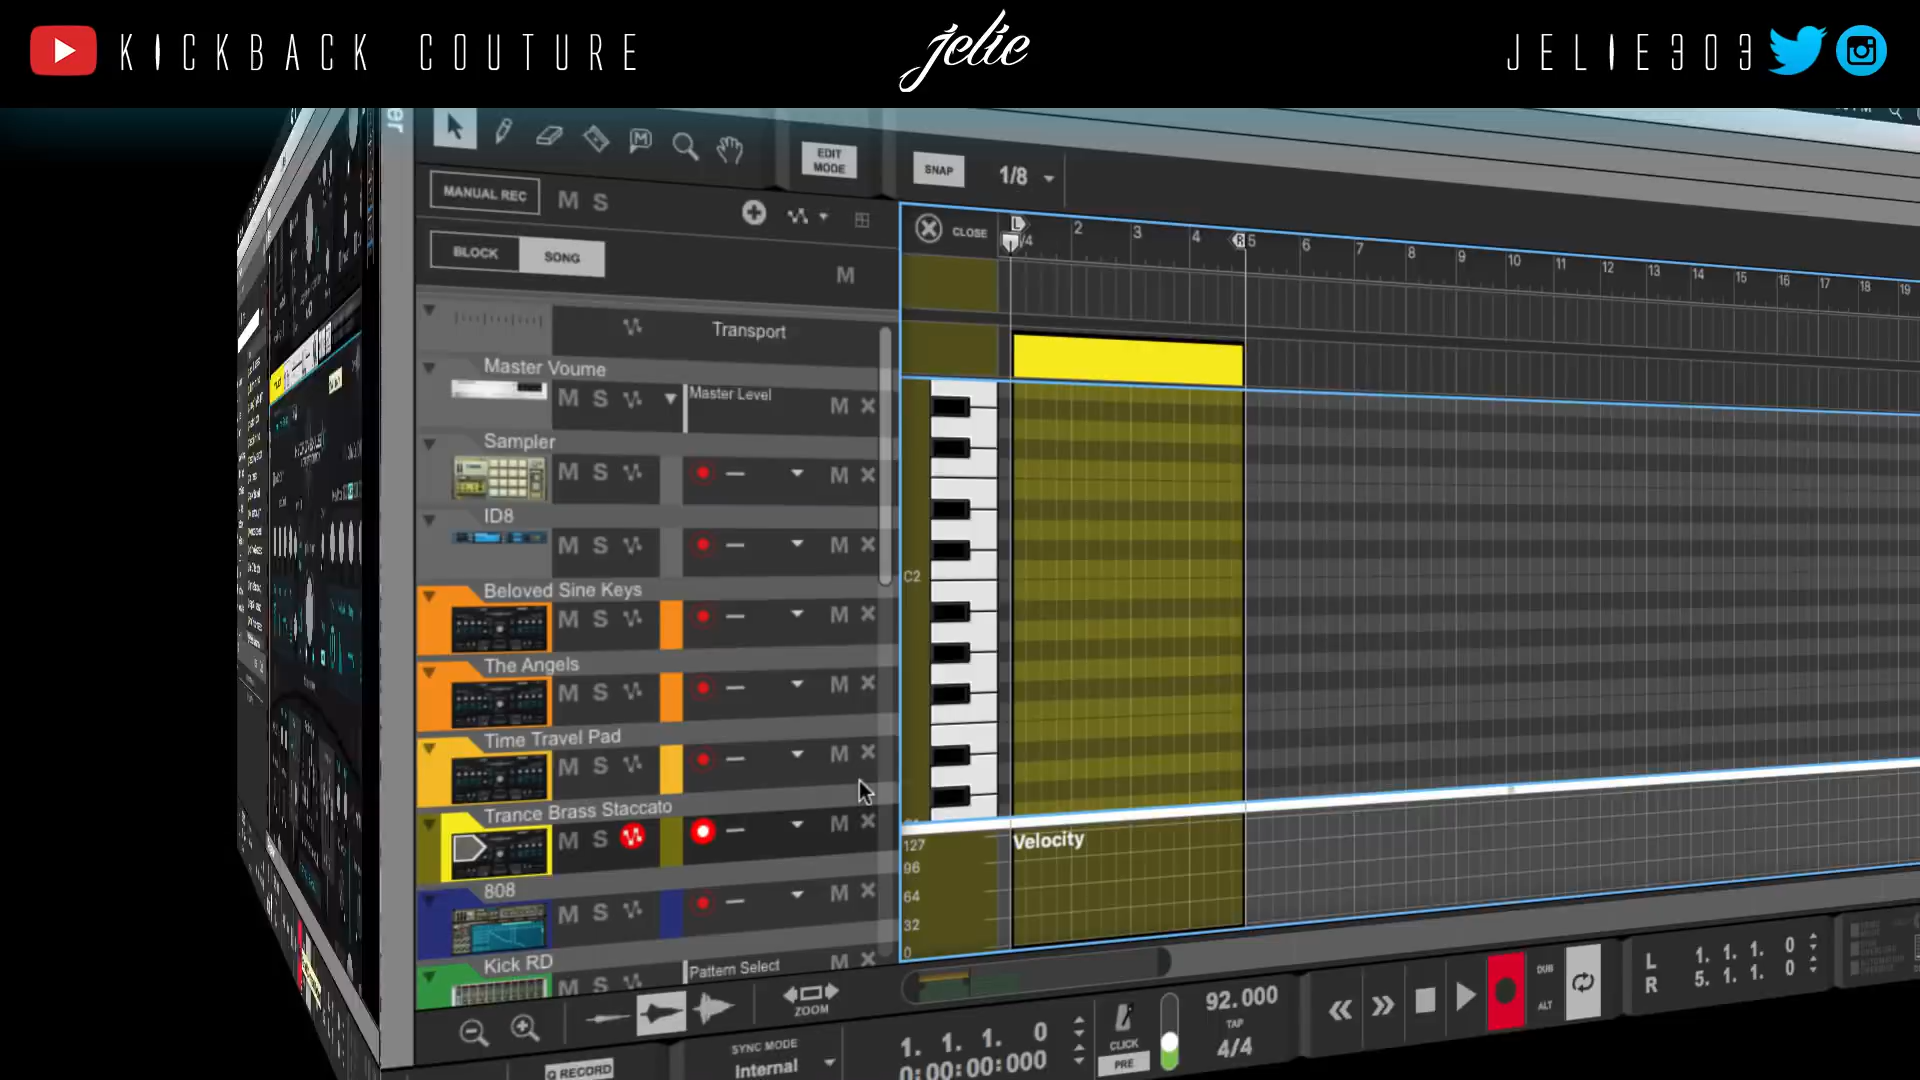 KICKBACK COUTURE
jelie
JELIE303
EDIT MODE
SNAP
1/8
MANUAL REC
M S
BLOCK
SONG
M
CLOSE
L
R
2 3 4 5 6 7 8 9 10 11 12 13 14 15 16 17 18 19
Transport
Master Voume
M S
Master Level
M
Sampler
M S
M
ID8
M S
M
C2
Beloved Sine Keys
M S
M
The Angels
M S
M
Time Travel Pad
M S
M
Trance Brass Staccato
M S
M
127
96
64
32
0
Velocity
808
M S
M
Kick RD
M S
Pattern Select
M
ZOOM
Q RECORD
SYNC MODE
Internal
1. 1. 1. 0
0:00:00:000
CLICK
PRE
92.000
TAP
4/4
DUB
ALT
L 1. 1. 1. 0
R 5. 1. 1. 0